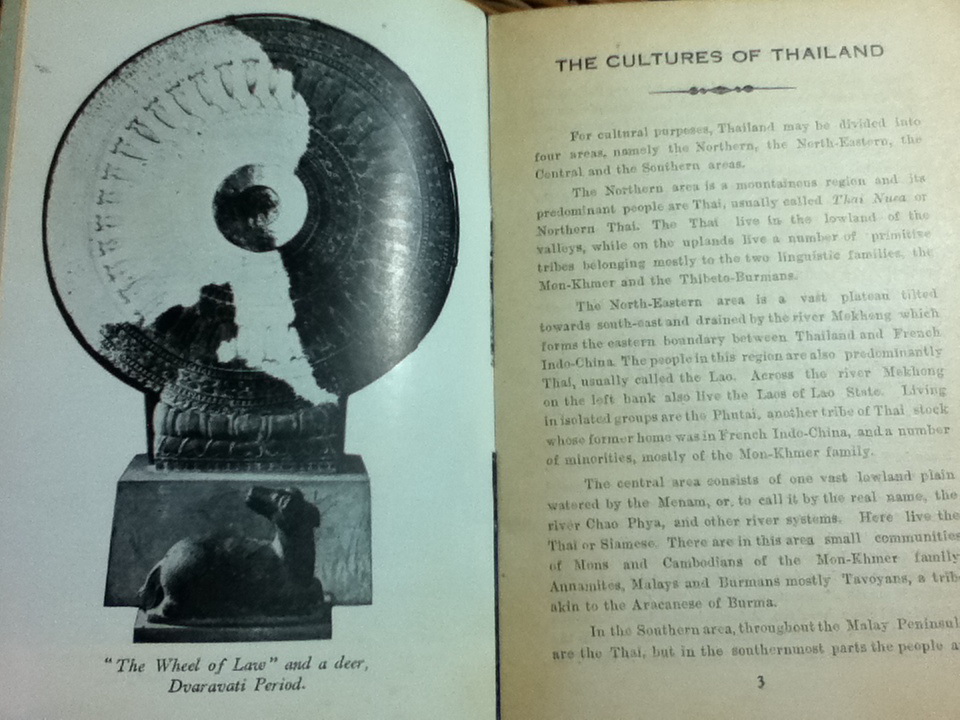 "The Wheel of Law" and a deer,
Dvaravati Period.
THE CULTURES OF THAILAND
For cultural purposes, Thailand may be divided into
four areas, namely the Northern, the North-Eastern, the
Central and the Southern areas.
The Northern area is a mountainous region and its
predominant people are Thai, usually called Thai Nuea or
Northern Thai. The Thai live in the lowland of the
valleys, while on the uplands live a number of primitive
tribes belonging mostly to the two linguistic families, the
Mon-Khmer and the Thibeto-Burmans.
The North-Eastern area is a vast plateau tilted
towards south-east and drained by the river Mekhong which
forms the eastern boundary between Thailand and French
Indo-China. The people in this region are also predominantly
Thai, usually called the Lao. Across the river Mekhong
on the left bank also live the Laos of Lao State. Living
in isolated groups are the Phutai, another tribe of Thai stock
whose former home was in French Indo-China, and a number
of minorities, mostly of the Mon-Khmer family.
The central area consists of one vast lowland plain
watered by the Menam, or, to call it by the real name, the
river Chao Phya, and other river systems. Here live the
Thai or Siamese. There are in this area small communities
of Mons and Cambodians of the Mon-Khmer family
Annamites, Malays and Burmans mostly Tavoyans, a trib
akin to the Aracanese of Burma.
In the Southern area, throughout the Malay Peninsul
are the Thai, but in the southernmost parts the people a
3